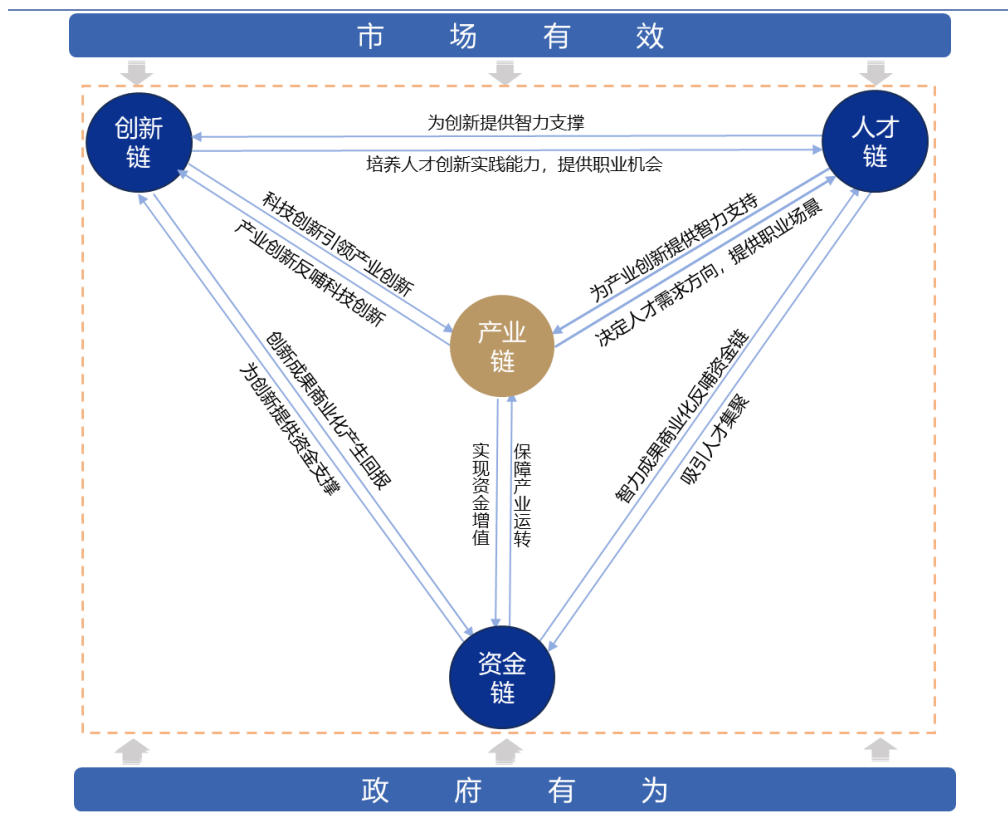 市场有效
创新
链
人才
链
为创新提供智力支撑
培养人才创新实践能力，提供职业机会
科技创新引领产业创新
产业创新反哺科技创新
为产业创新提供智力支持
决定人才需求方向，提供职业场景
产业
链
创新成果商业化产生回报
为创新提供资金支撑
实现资金增值
保障产业运转
智力成果商业化反哺资金链
吸引人才集聚
资金
链
政府有为